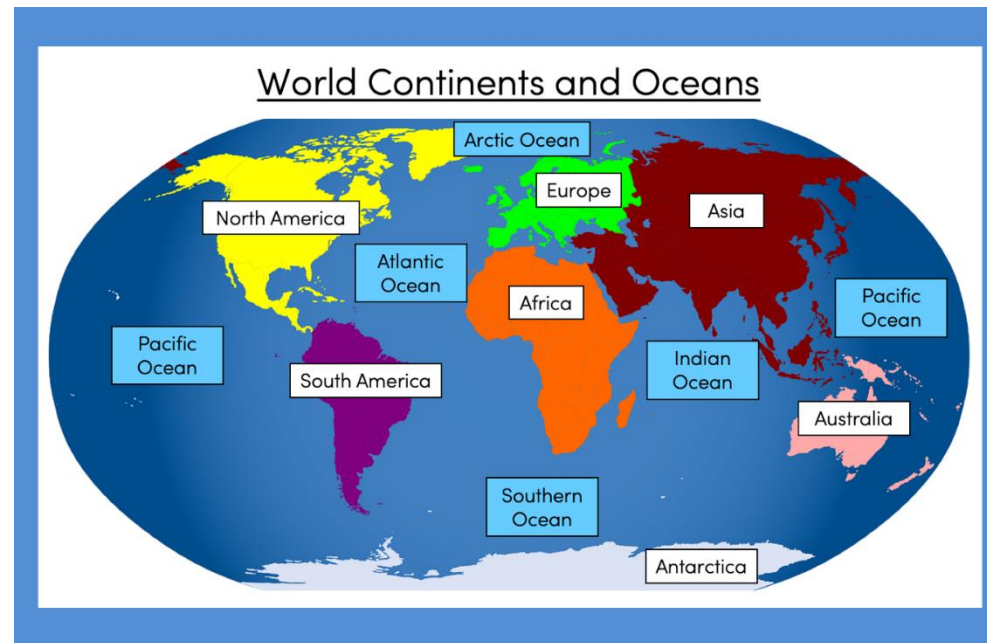 World Continents and Oceans
Arctic Ocean
Europe
North America
Asia
Atlantic
Ocean
Africa
Pacific
Ocean
Pacific
Ocean
Indian
Ocean
South America
Australia
Southern
Ocean
Antarctica